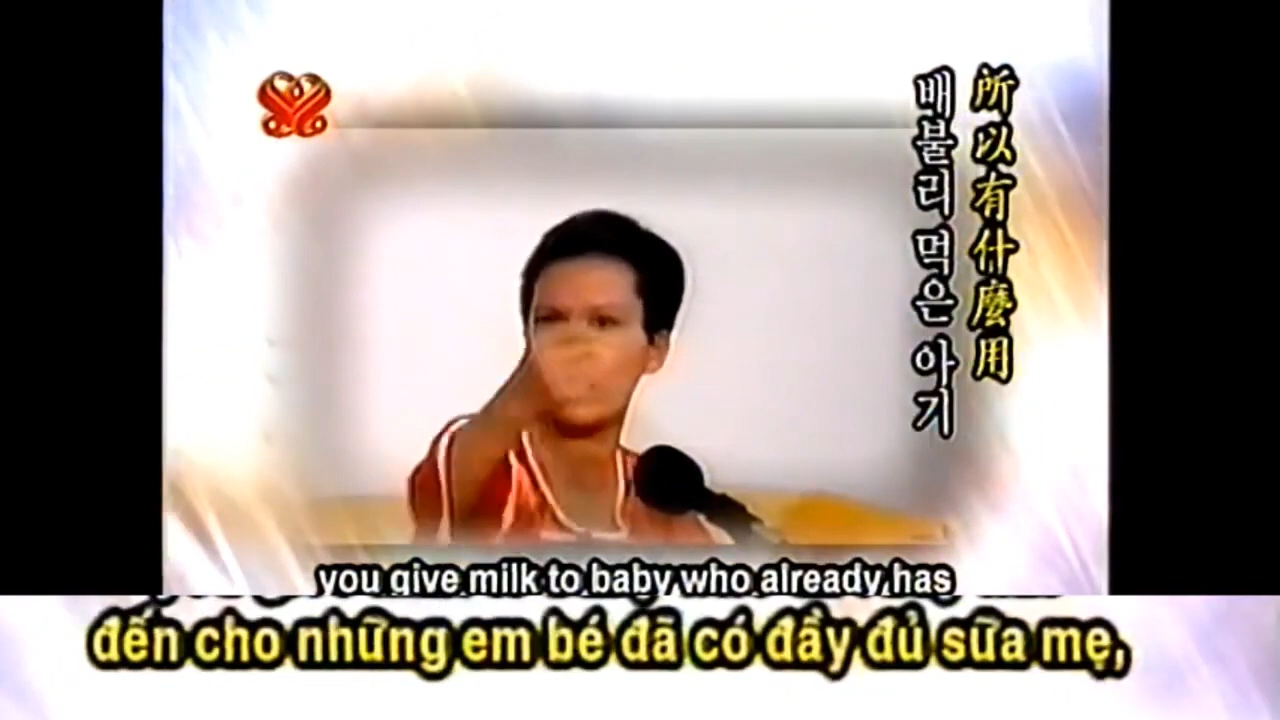 所以有什麼用
배불리 먹은 아기
you give milk to baby who already has
đến cho những em bé đã có đầy đủ sữa mẹ,